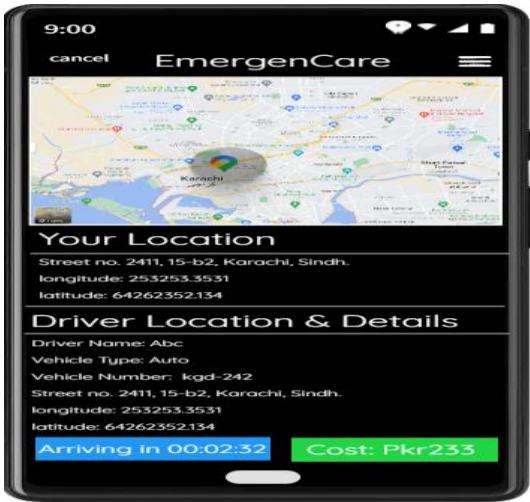 9:00
cancel EmergenCare
Karachi
Your Location
Street no. 2411, 15-b2, Karachi, Sindh.
longitude: 253253.3531
latitude: 64262352.134
Driver Location & Details
Driver Name: Abc
Vehicle Type: Auto
Vehicle Number: kgd-242
Street no. 2411, 15-b2, Karachi, Sindh.
longitude: 253253.3531
latitude: 64262352.134
Arriving in 00:02:32 Cost: Pkr233